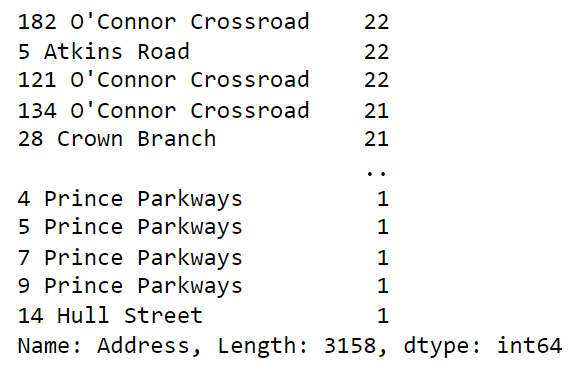 182 O'Connor Crossroad    22
5 Atkins Road             22
121 O'Connor Crossroad    22
134 O'Connor Crossroad    21
28 Crown Branch           21
                          ..
4 Prince Parkways          1
5 Prince Parkways          1
7 Prince Parkways          1
9 Prince Parkways          1
14 Hull Street             1
Name: Address, Length: 3158, dtype: int64